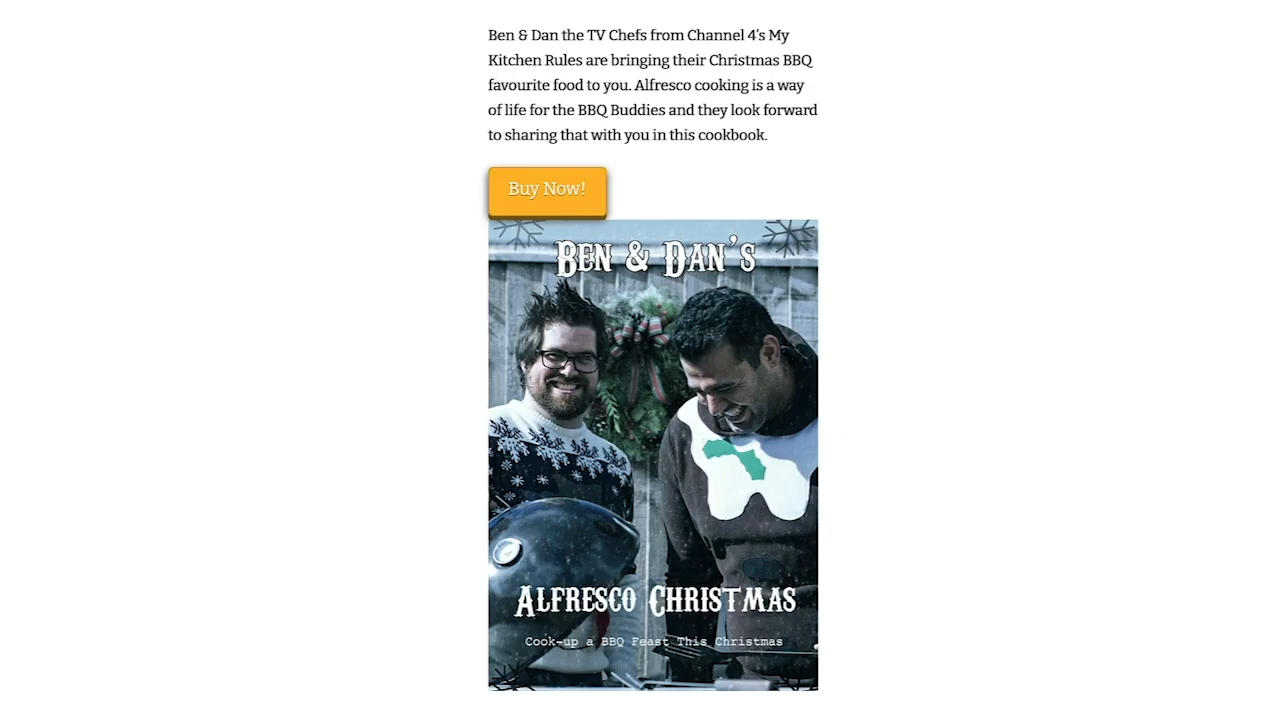 Ben & Dan the TV Chefs from Channel 4's My
Kitchen Rules are bringing their Christmas BBQ
favourite food to you. Alfresco cooking is a way
of life for the BBQ Buddies and they look forward
to sharing that with you in this cookbook.
Buy Now!
BEN & DAN'S
ALFRESCO CHRISTMAS
Cook-up a BBQ Feast This Christmas